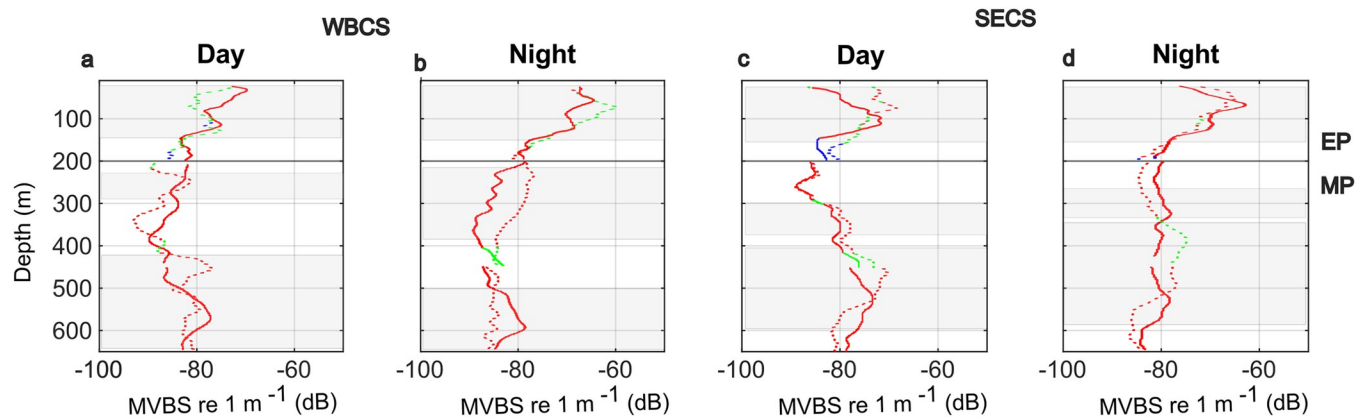 WBCS
SECS
a Day
b Night
c Day
d Night
Depth (m)
100
200
300
400
500
600
EP
MP
-100 -80 -60
-100 -80 -60
-100 -80 -60
-100 -80 -60
MVBS re 1 m⁻¹ (dB)
MVBS re 1 m⁻¹ (dB)
MVBS re 1 m⁻¹ (dB)
MVBS re 1 m⁻¹ (dB)